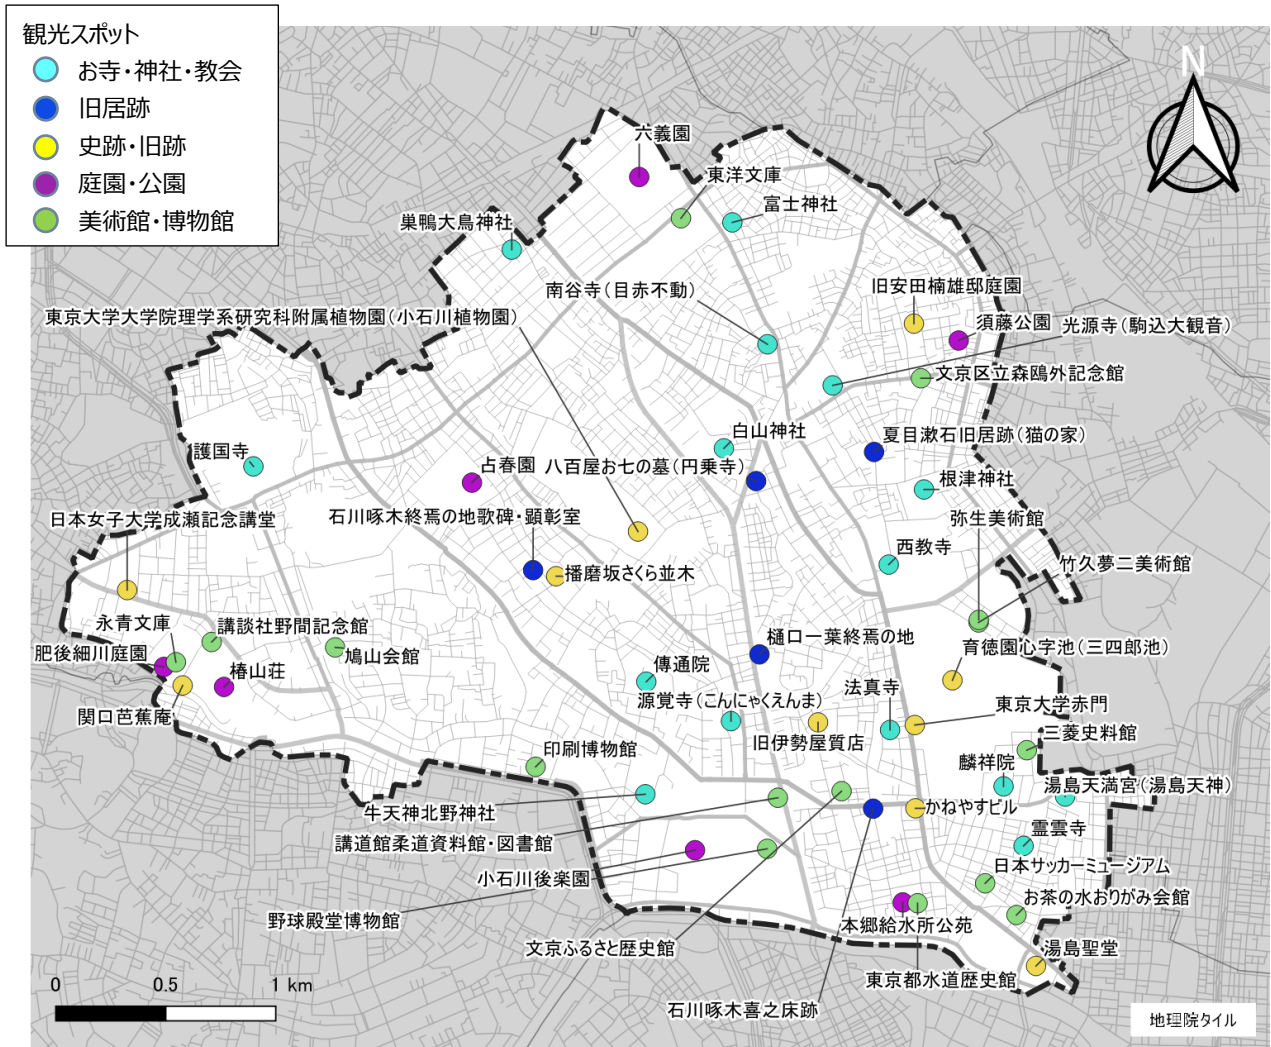 観光スポット
お寺・神社・教会
旧居跡
史跡・旧跡
庭園・公園
美術館・博物館
N
六義園
東洋文庫
富士神社
巣鴨大鳥神社
南谷寺(目赤不動)
旧安田楠雄邸庭園
東京大学大学院理学系研究科附属植物園(小石川植物園)
須藤公園
光源寺(駒込大観音)
文京区立森鴎外記念館
白山神社
夏目漱石旧居跡(猫の家)
護国寺
占春園
八百屋お七の墓(円乗寺)
根津神社
石川啄木終焉の地歌碑・顕彰室
日本女子大学成瀬記念講堂
弥生美術館
西教寺
竹久夢二美術館
播磨坂さくら並木
永青文庫
講談社野間記念館
樋口一葉終焉の地
肥後細川庭園
鳩山会館
育徳園心字池(三四郎池)
椿山荘
傳通院
源覚寺(こんにゃくえんま)
法真寺
関口芭蕉庵
東京大学赤門
三菱史料館
旧伊勢屋質店
印刷博物館
麟祥院
湯島天満宮(湯島天神)
牛天神北野神社
かねやすビル
霊雲寺
講道館柔道資料館・図書館
日本サッカーミュージアム
小石川後楽園
お茶の水おりがみ会館
野球殿堂博物館
本郷給水所公苑
文京ふるさと歴史館
湯島聖堂
東京都水道歴史館
石川啄木喜之床跡
0 0.5 1 km
地理院タイル